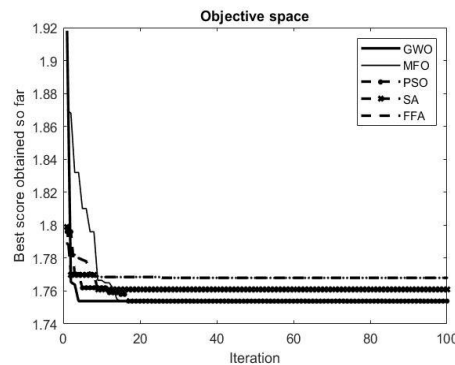 Objective space
1.92
1.9
1.88
1.86
1.84
1.82
1.8
1.78
1.76
1.74
Best score obtained so far
0
20
40
60
80
100
Iteration
GWO
MFO
PSO
SA
FFA